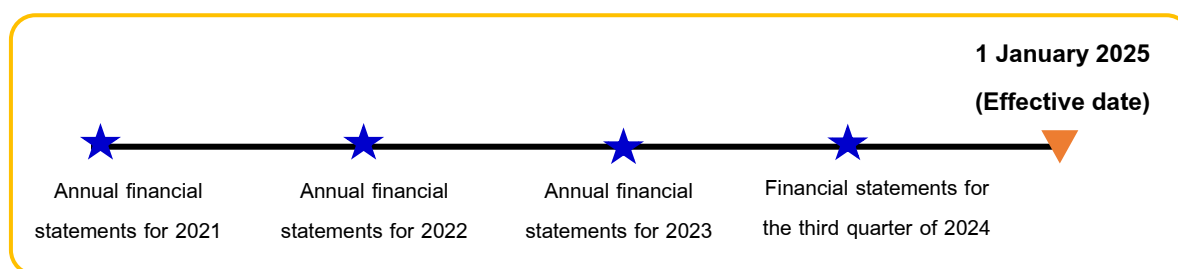 1 January 2025
(Effective date)
Annual financial
statements for 2021
Annual financial
statements for 2022
Annual financial
statements for 2023
Financial statements for
the third quarter of 2024